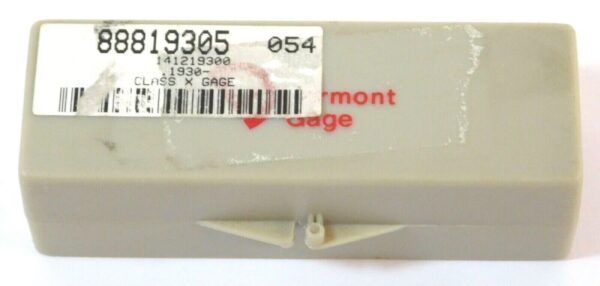 88819305 054
141219300
.1930-
CLASS X GAGE
rmont
Gage